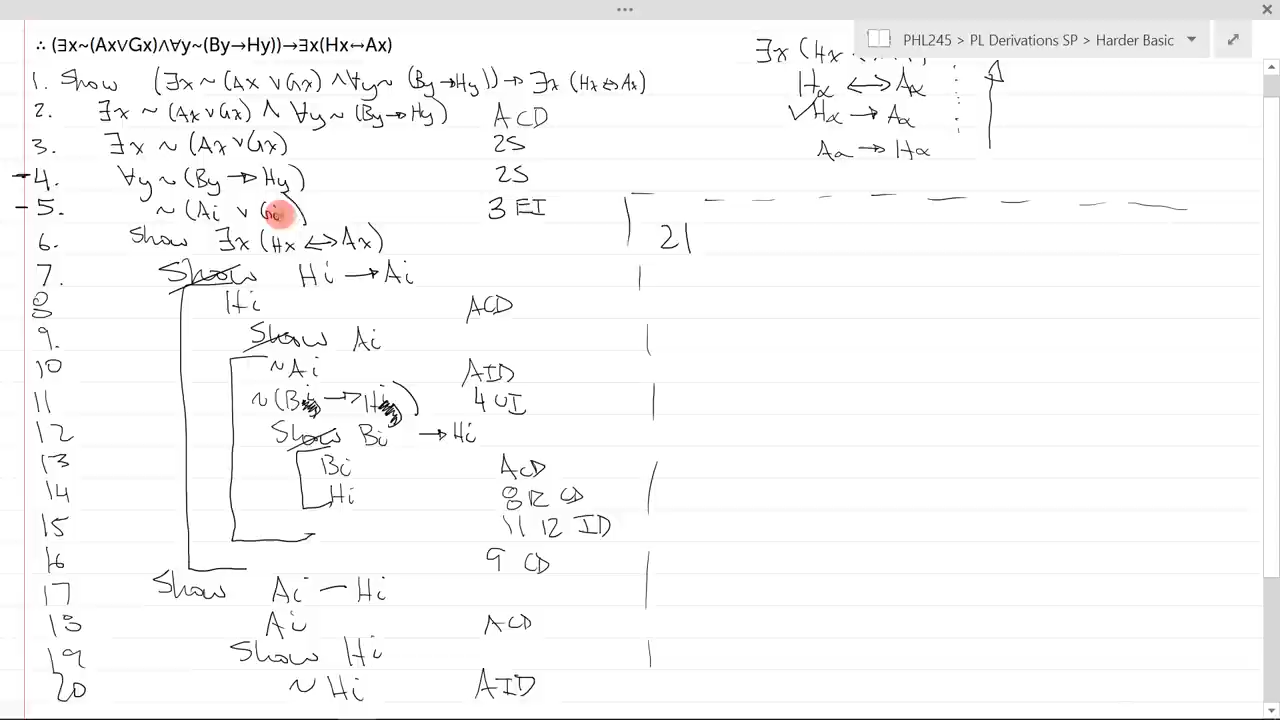 PHL245 > PL Derivations SP > Harder Basic
∴ (∃x~(Ax∨Gx)∧∀y~(By→Hy))→∃x(Hx↔Ax)
1. Show (∃x ~(Ax ∨ Gx) ∧ ∀y ~ (By → Hy)) → ∃x (Hx ↔ Ax)
2. ∃x ~ (Ax ∨ Gx) ∧ ∀y ~ (By → Hy) ACD
3. ∃x ~ (Ax ∨ Gx) 2S
-4. ∀y ~ (By → Hy) 2S
-5. ~ (Ai ∨ Gi) 3 EI
6. Show ∃x (Hx ↔ Ax)
7. Show Hi → Ai
8 Hi ACD
9. Show Ai
10 ~Ai AID
11 ~(Bi → Hi) 4 UI
12 Show Bi → Hi
13 Bi ACD
14 Hi 8 12 CD
15 11 12 ID
16 9 CD
17 Show Ai – Hi
18 Ai ACD
19 Show Hi
20 ~Hi AID
∃x (Hx
Hα ↔ Aα
✓Hα → Aα
Aα → Hα
21